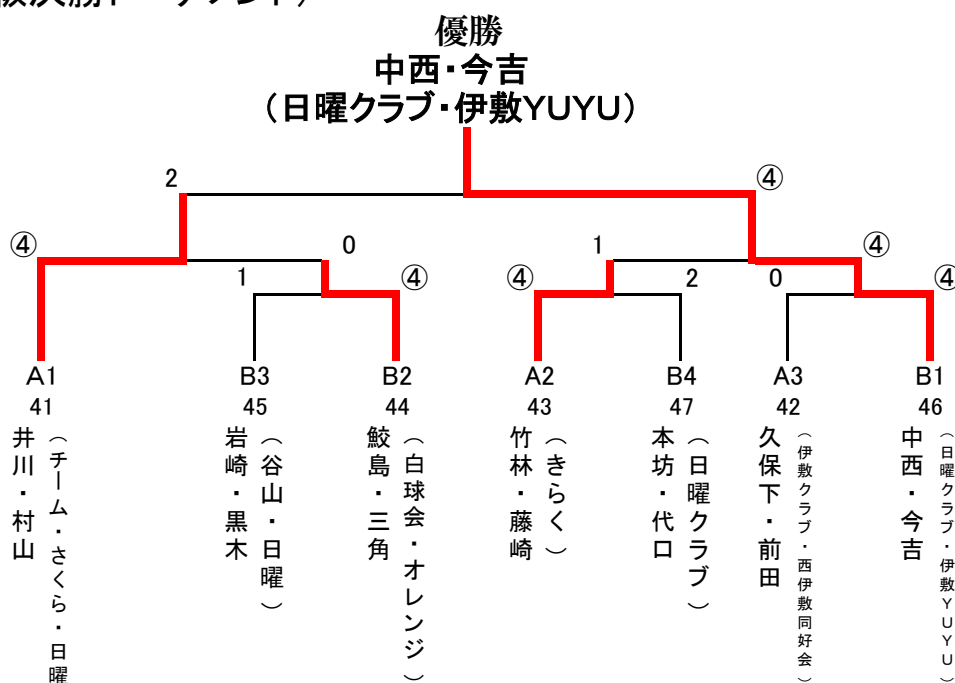 優勝
中西・今吉
（日曜クラブ・伊敷YUYU）
2
④
④
0
1
④
1
④
④
2
0
④
A1
B3
B2
A2
B4
A3
B1
41
45
44
43
47
42
46
井川・村山
（チーム・さくら・日曜
岩崎・黒木
（谷山・日曜）
鮫島・三角
（白球会・オレンジ）
竹林・藤崎
（きらく）
本坊・代口
（日曜クラブ）
久保下・前田
（伊敷クラブ・西伊敷同好会）
中西・今吉
（日曜クラブ・伊敷YUYU）